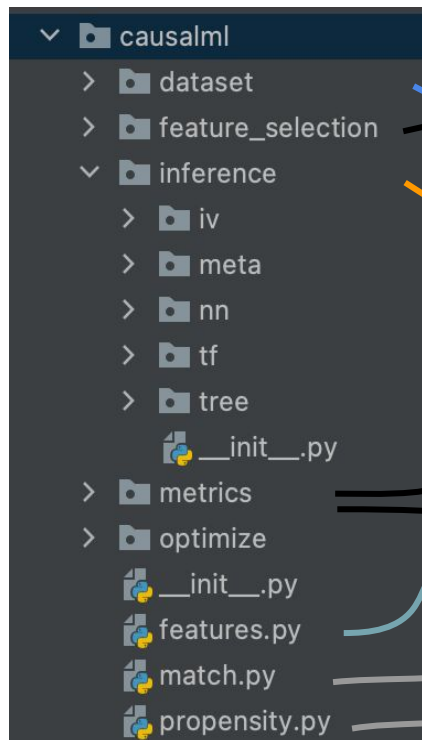 causalml
dataset
feature_selection
inference
iv
meta
nn
tf
tree
__init__.py
metrics
optimize
__init__.py
features.py
match.py
propensity.py